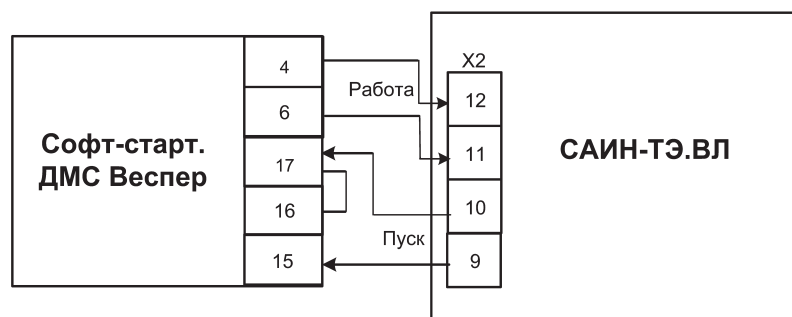 Софт-старт.
ДМС Веспер
4
6
17
16
15
Работа
Пуск
X2
12
11
10
9
САИН-ТЭ.ВЛ